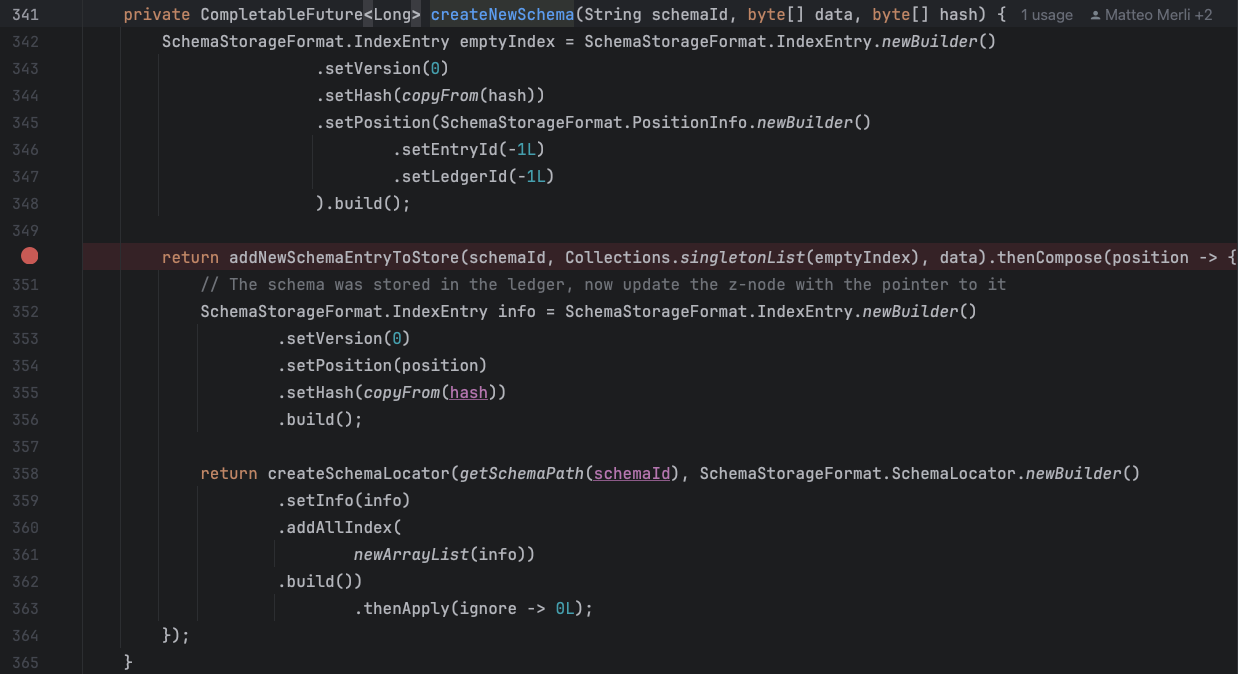 341 private CompletableFuture<Long> createNewSchema(String schemaId, byte[] data, byte[] hash) { 1 usage Matteo Merli +2
342 SchemaStorageFormat.IndexEntry emptyIndex = SchemaStorageFormat.IndexEntry.newBuilder()
343 .setVersion(0)
344 .setHash(copyFrom(hash))
345 .setPosition(SchemaStorageFormat.PositionInfo.newBuilder()
346 .setEntryId(-1L)
347 .setLedgerId(-1L)
348 ).build();
349
return addNewSchemaEntryToStore(schemaId, Collections.singletonList(emptyIndex), data).thenCompose(position -> {
351 // The schema was stored in the ledger, now update the z-node with the pointer to it
352 SchemaStorageFormat.IndexEntry info = SchemaStorageFormat.IndexEntry.newBuilder()
353 .setVersion(0)
354 .setPosition(position)
355 .setHash(copyFrom(hash))
356 .build();
357
358 return createSchemaLocator(getSchemaPath(schemaId), SchemaStorageFormat.SchemaLocator.newBuilder()
359 .setInfo(info)
360 .addAllIndex(
361 newArrayList(info))
362 .build())
363 .thenApply(ignore -> 0L);
364 });
365 }